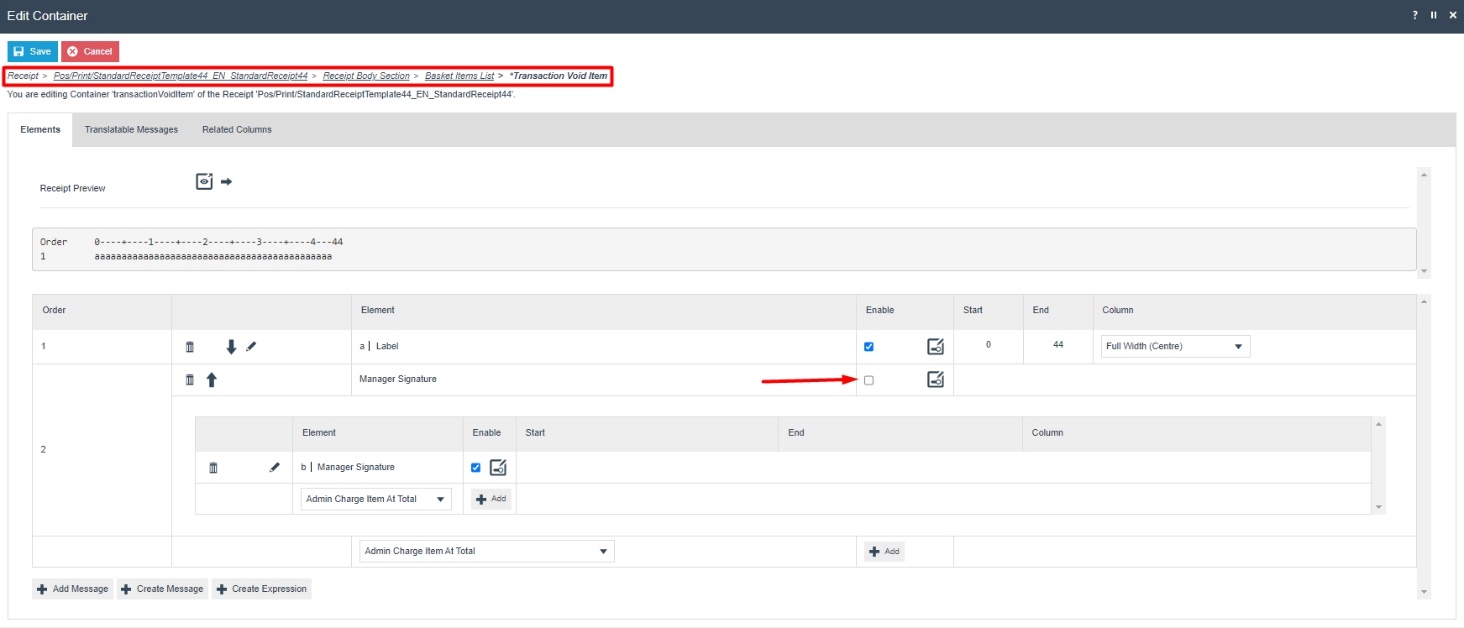 Edit Container
? 
Save Cancel
Receipt > Pos/Print/StandardReceiptTemplate44_EN_StandardReceipt44 > Receipt Body Section > Basket Items List > *Transaction Void Item
You are editing Container 'transactionVoidItem' of the Receipt 'Pos/Print/StandardReceiptTemplate44_EN_StandardReceipt44'.
Elements Translatable Messages Related Columns
Receipt Preview
Order 0----+----1----+----2----+----3----+----4---44
1 aaaaaaaaaaaaaaaaaaaaaaaaaaaaaaaaaaaaaaaaaaaa
Order Element Enable Start End Column
1 a | Label 0 44 Full Width (Centre)
Manager Signature
2
Element Enable Start End Column
b | Manager Signature
Admin Charge Item At Total Add
Admin Charge Item At Total Add
Add Message Create Message Create Expression